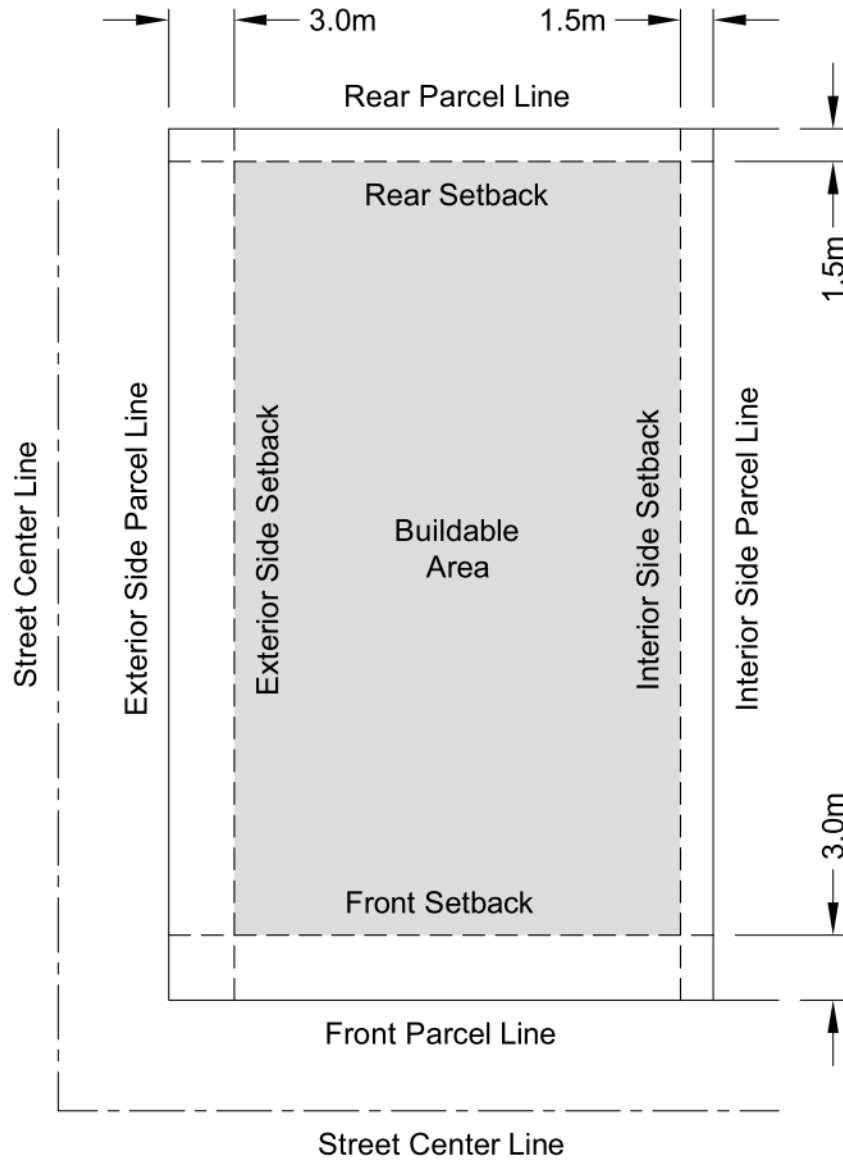 3.0m
1.5m
Rear Parcel Line
Rear Setback
1.5m
Street Center Line
Exterior Side Parcel Line
Exterior Side Setback
Buildable
Area
Interior Side Setback
Interior Side Parcel Line
3.0m
Front Setback
Front Parcel Line
Street Center Line